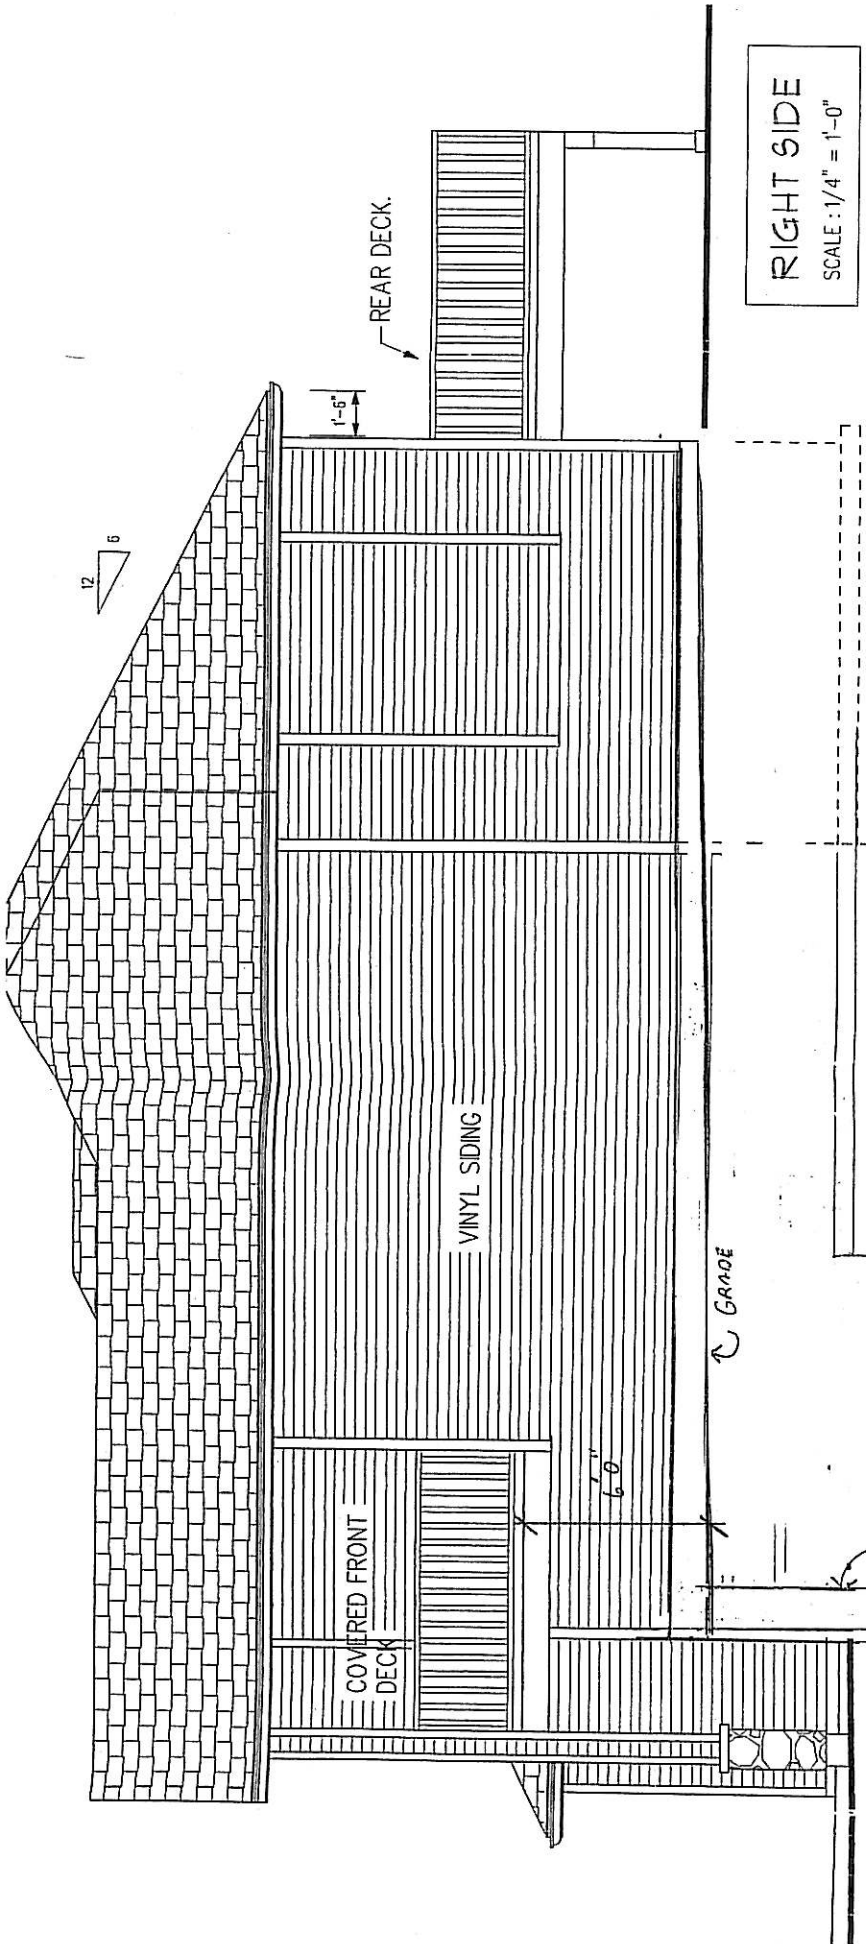 12
6
REAR DECK.
1'-6"
COVERED FRONT
DECK
VINYL SIDING
6'0"
GRADE
RIGHT SIDE
SCALE : 1/4" = 1'-0"